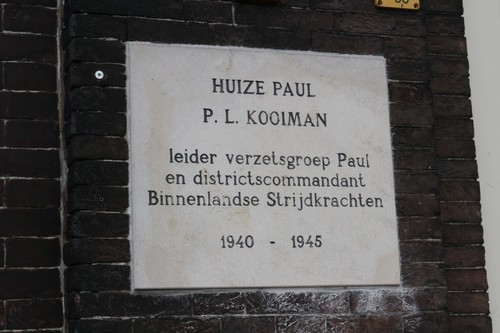 HUIZE PAUL
P. L. KOOIMAN
leider verzetsgroep Paul
en districtscommandant
Binnenlandse Strijdkrachten
1940 - 1945